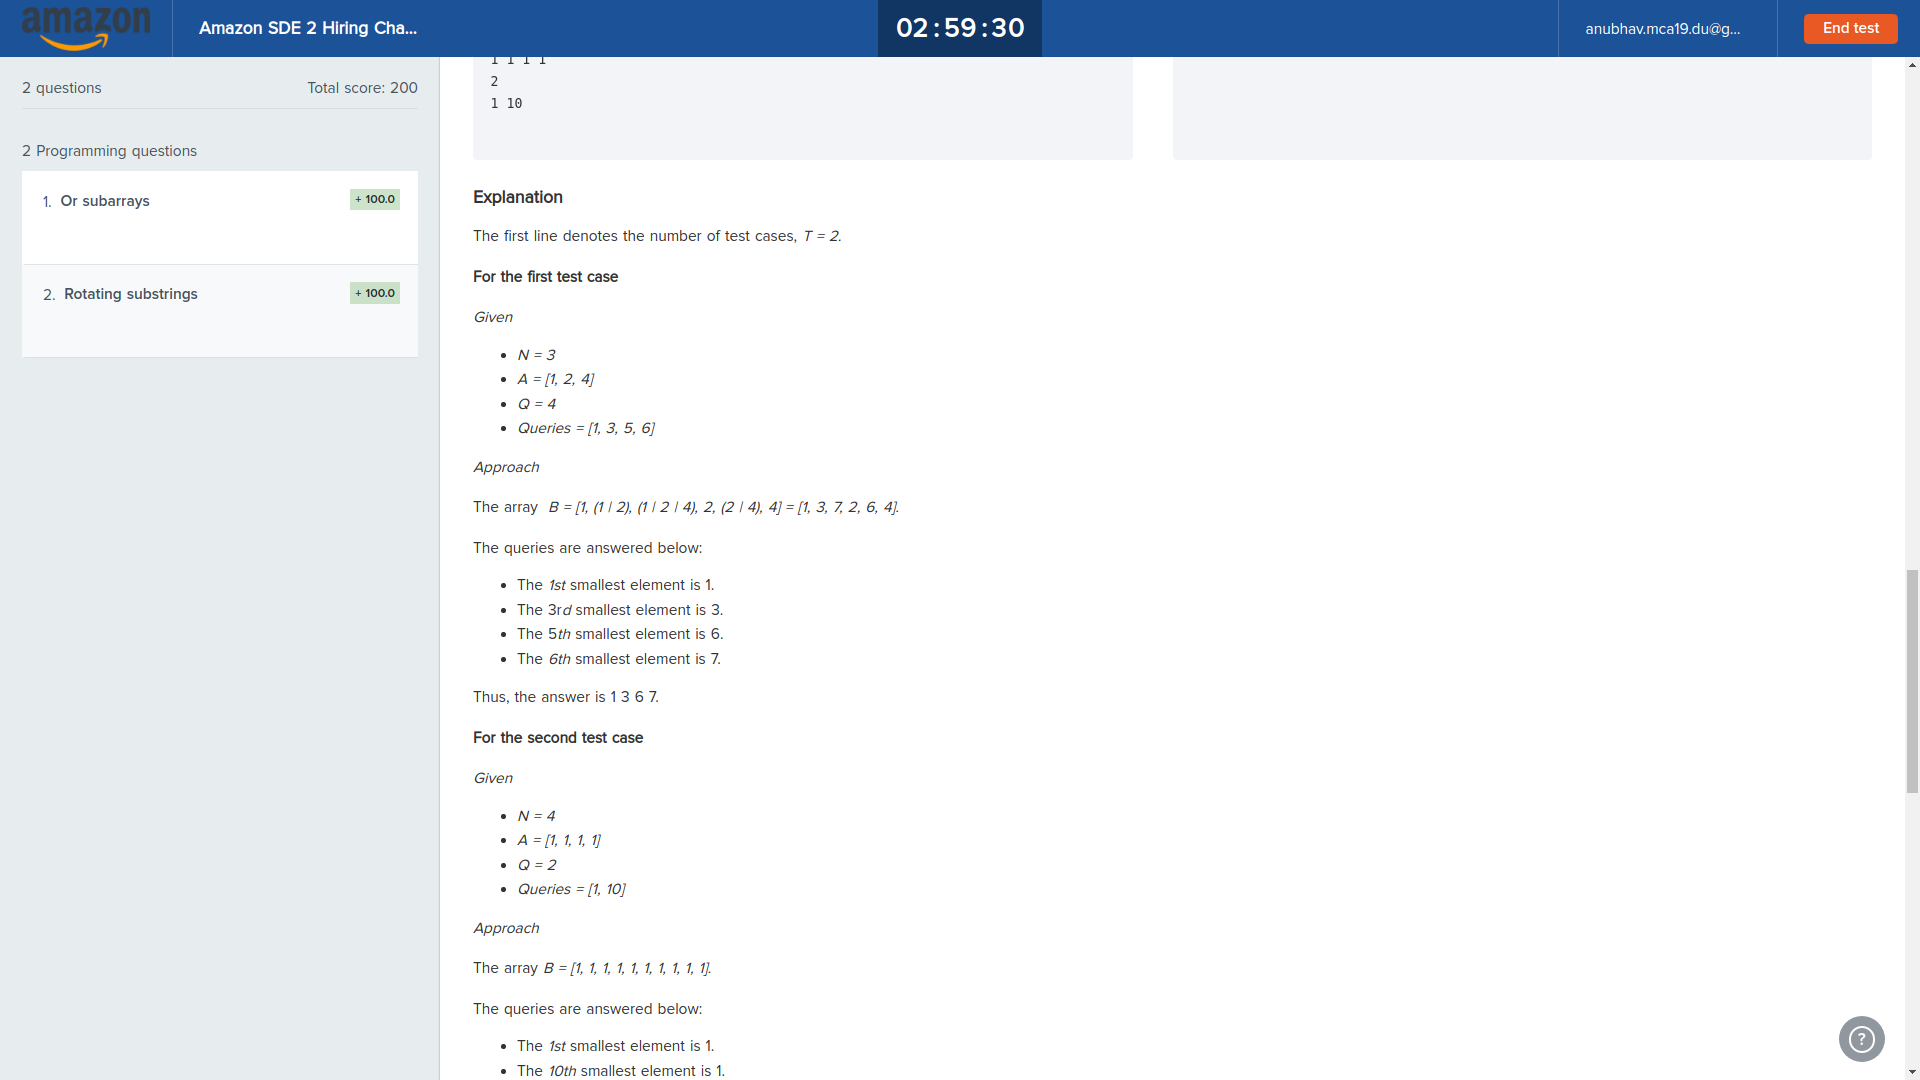 amazon
Amazon SDE 2 Hiring Cha...
02:59:30
anubhav.mca19.du@g...
End test
2 questions
Total score: 200
2 Programming questions
1. Or subarrays
+ 100.0
2. Rotating substrings
+ 100.0
1 1 1 1
2
1 10
Explanation
The first line denotes the number of test cases, T = 2.
For the first test case
Given
• N = 3
• A = [1, 2, 4]
• Q = 4
• Queries = [1, 3, 5, 6]
Approach
The array B = [1, (1 | 2), (1 | 2 | 4), 2, (2 | 4), 4] = [1, 3, 7, 2, 6, 4].
The queries are answered below:
• The 1st smallest element is 1.
• The 3rd smallest element is 3.
• The 5th smallest element is 6.
• The 6th smallest element is 7.
Thus, the answer is 1 3 6 7.
For the second test case
Given
• N = 4
• A = [1, 1, 1, 1]
• Q = 2
• Queries = [1, 10]
Approach
The array B = [1, 1, 1, 1, 1, 1, 1, 1, 1, 1].
The queries are answered below:
• The 1st smallest element is 1.
• The 10th smallest element is 1.
?